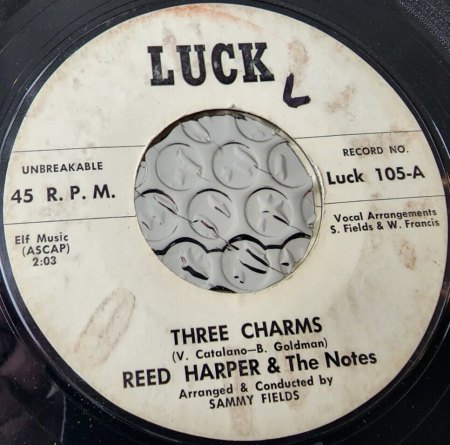 LUCK
L
UNBREAKABLE
45 R. P. M.
RECORD NO.
Luck 105-A
Elf Music
(ASCAP)
2:03
Vocal Arrangements
S. Fields & W. Francis
THREE CHARMS
(V. Catalano—B. Goldman)
REED HARPER & The Notes
Arranged & Conducted by
SAMMY FIELDS